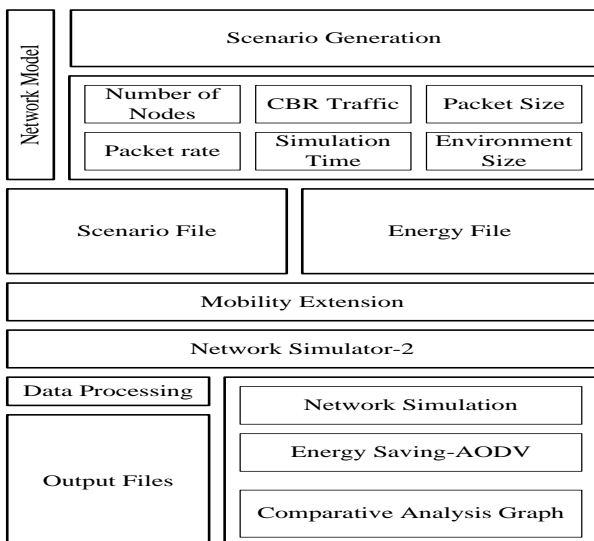 Network Model
Scenario Generation
Number of
Nodes
CBR Traffic
Packet Size
Packet rate
Simulation
Time
Environment
Size
Scenario File
Energy File
Mobility Extension
Network Simulator-2
Data Processing
Network Simulation
Energy Saving-AODV
Output Files
Comparative Analysis Graph